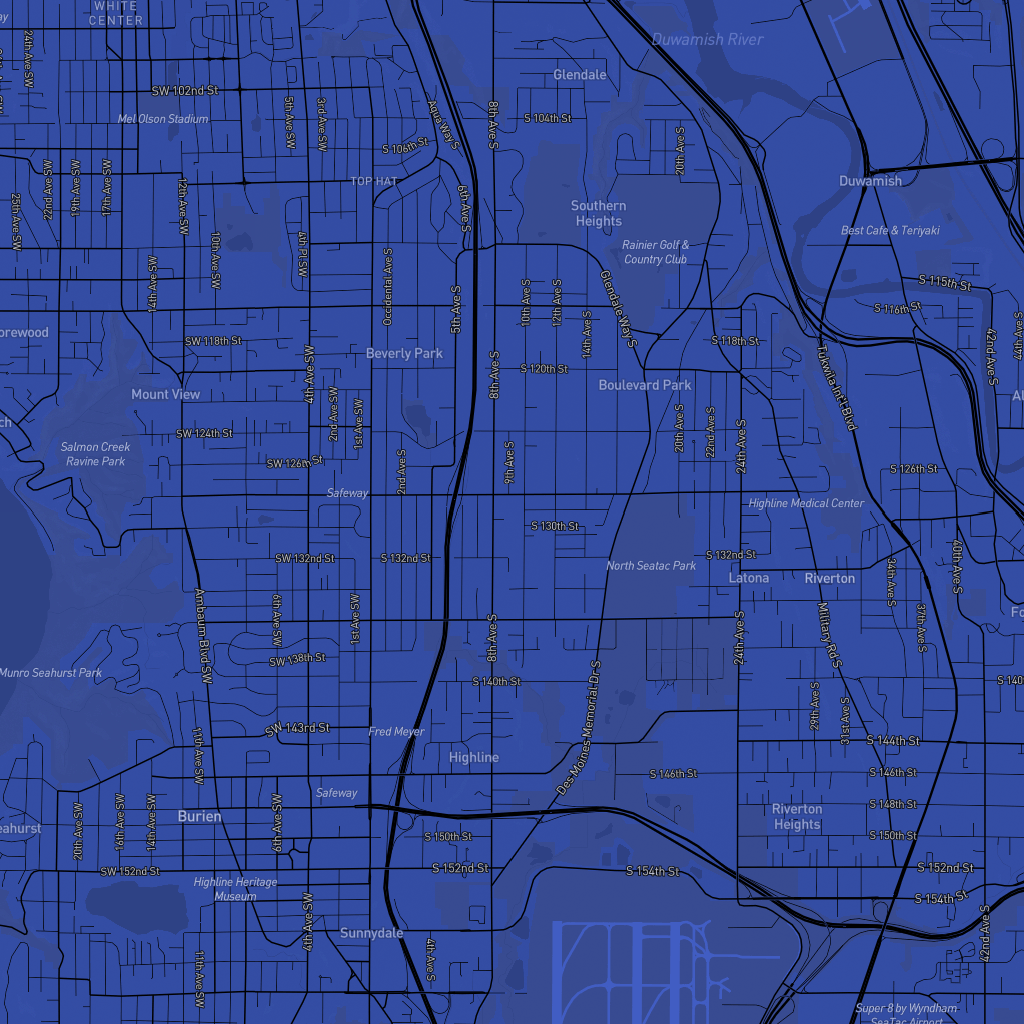 WHITE
CENTER
Duwamish River
Glendale
24th Ave SW
SW 102nd St
5th Ave SW
3rd Ave SW
Aqua Way S
8th Ave S
S 104th St
Mel Olson Stadium
20th Ave S
S 106th St
TOP HAT
Duwamish
22nd Ave SW
19th Ave SW
17th Ave SW
12th Ave SW
25th Ave SW
6th Ave S
Southern
Heights
Best Cafe & Teriyaki
Rainier Golf &
Country Club
10th Ave SW
4th Pl SW
14th Ave SW
Occidental Ave S
5th Ave S
10th Ave S
12th Ave S
14th Ave S
Glendale Way S
S 115th St
S 116th St
42nd Ave S
44th Ave S
SW 118th St
S 118th St
Beverly Park
8th Ave S
S 120th St
Tukwila Int'l Blvd
Mount View
4th Ave SW
2nd Ave SW
1st Ave SW
Boulevard Park
20th Ave S
22nd Ave S
24th Ave S
SW 124th St
Salmon Creek
Ravine Park
SW 126th St
2nd Ave S
9th Ave S
S 126th St
Safeway
Highline Medical Center
S 130th St
SW 132nd St
S 132nd St
S 132nd St
North Seatac Park
Latona
Riverton
34th Ave S
40th Ave S
Ambaum Blvd SW
6th Ave SW
1st Ave SW
8th Ave S
24th Ave S
Military Rd S
37th Ave S
SW 138th St
Munro Seahurst Park
S 140th St
S 140
Des Moines Memorial Dr S
29th Ave S
31st Ave S
SW 143rd St
Fred Meyer
11th Ave SW
S 144th St
Highline
S 146th St
S 146th St
Safeway
20th Ave SW
16th Ave SW
14th Ave SW
Burien
6th Ave SW
Riverton
Heights
S 148th St
S 150th St
S 150th St
SW 152nd St
S 152nd St
S 154th St
S 152nd St
Highline Heritage
Museum
S 154th St
4th Ave SW
Sunnydale
4th Ave S
42nd Ave S
11th Ave SW
Super 8 by Wyndham
SeaTac Airport